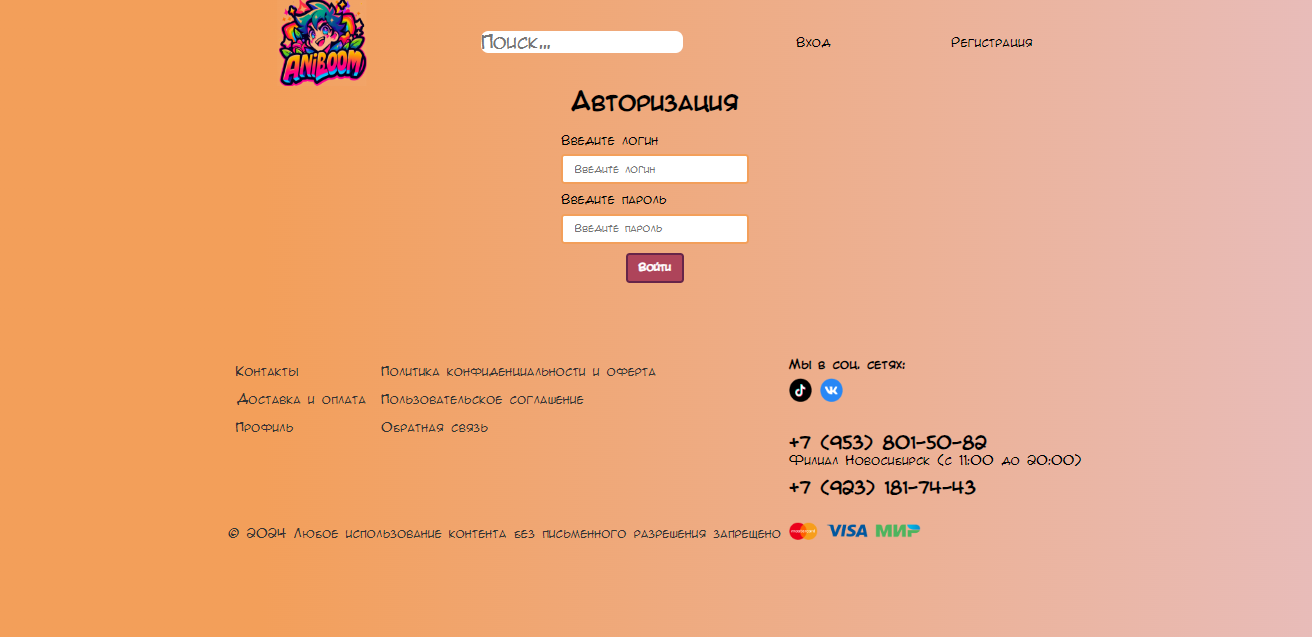 ANIBOOM
Поиск...
Вход
Регистрация
Авторизация
Введите логин
Введите логин
Введите пароль
Введите пароль
Войти
Контакты
Политика конфиденциальности и оферта
Доставка и оплата
Пользовательское соглашение
Профиль
Обратная связь
Мы в соц. сетях:
+7 (953) 801-50-82
Филиал Новосибирск (с 11:00 до 20:00)
+7 (923) 181-74-43
© 2024 Любое использование контента без письменного разрешения запрещено
mastercard VISA МИР